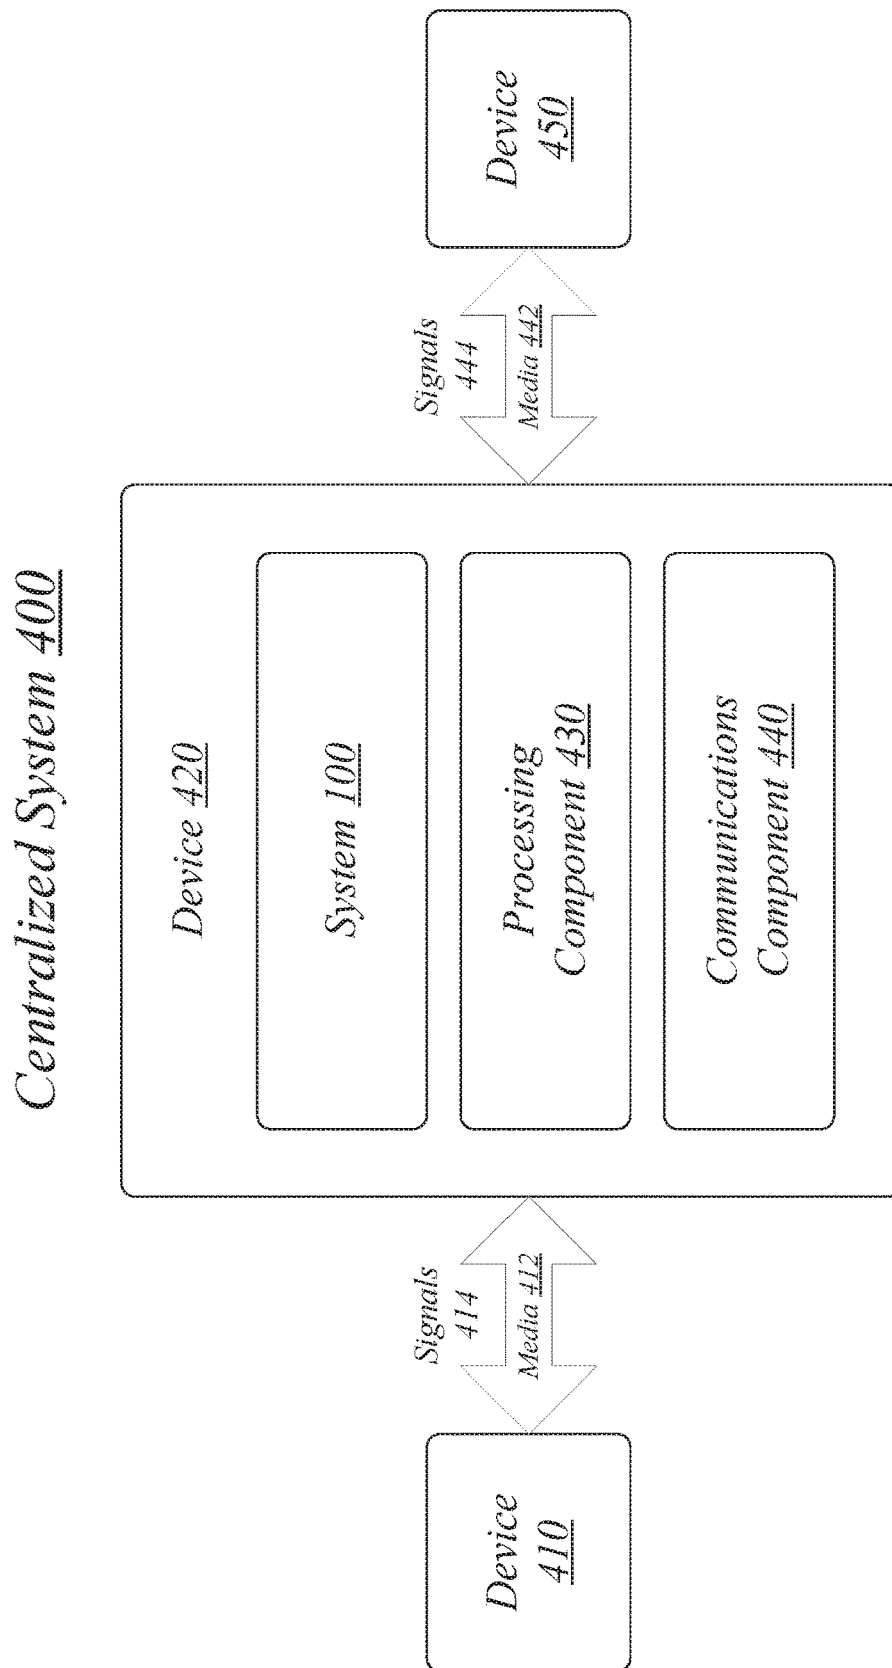 Centralized System 400
Device 420
System 100
Processing
Component 430
Communications
Component 440
Device
410
Signals
414
Media 412
Signals
444
Media 442
Device
450